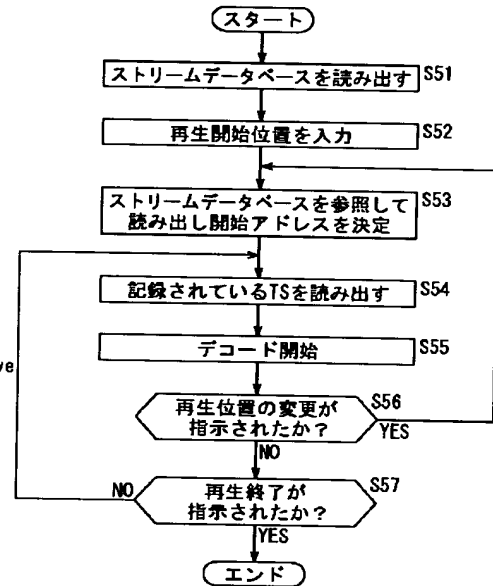 スタート
ストリームデータベースを読み出す S51
再生開始位置を入力 S52
ストリームデータベースを参照して S53
読み出し開始アドレスを決定
記録されているTSを読み出す S54
デコード開始 S55
再生位置の変更が S56
指示されたか?
YES
NO
再生終了が S57
指示されたか?
NO
YES
エンド